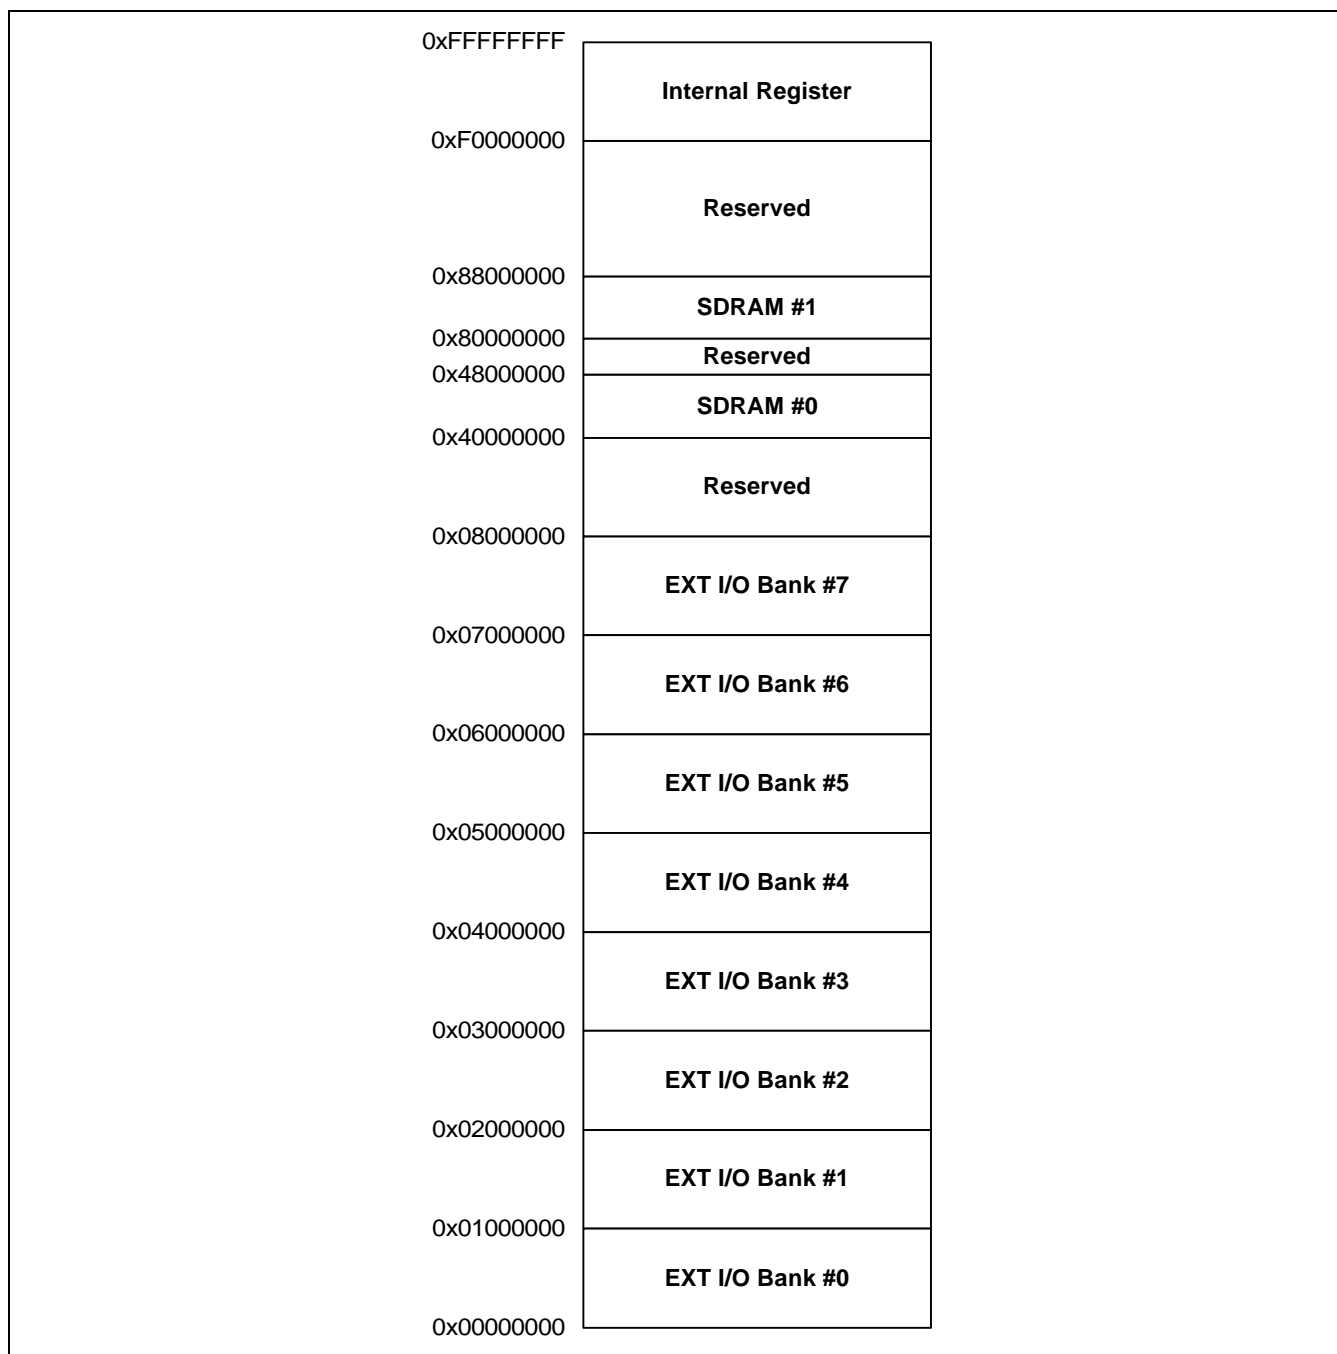 0xFFFFFFFF
Internal Register
0xF0000000
Reserved
0x88000000
SDRAM #1
0x80000000
Reserved
0x48000000
SDRAM #0
0x40000000
Reserved
0x08000000
EXT I/O Bank #7
0x07000000
EXT I/O Bank #6
0x06000000
EXT I/O Bank #5
0x05000000
EXT I/O Bank #4
0x04000000
EXT I/O Bank #3
0x03000000
EXT I/O Bank #2
0x02000000
EXT I/O Bank #1
0x01000000
EXT I/O Bank #0
0x00000000